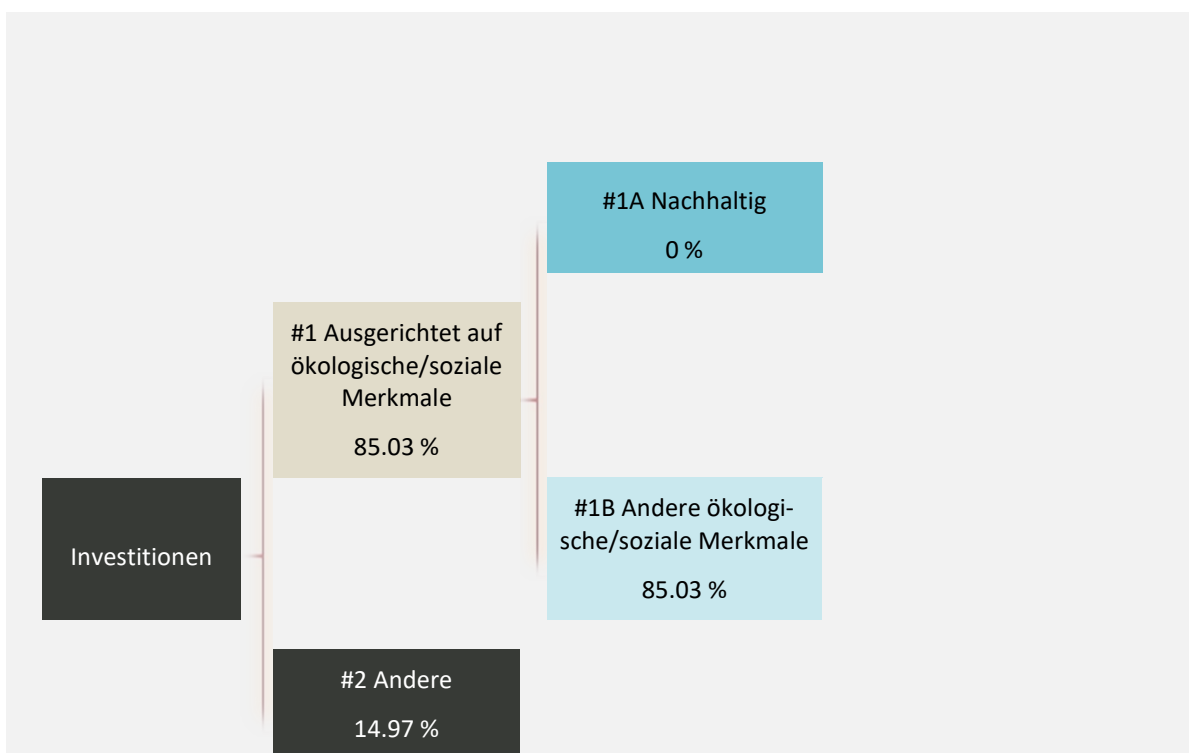 #1A Nachhaltig
0 %
#1 Ausgerichtet auf
ökologische/soziale
Merkmale
85.03 %
#1B Andere ökologi-
sche/soziale Merkmale
85.03 %
Investitionen
#2 Andere
14.97 %